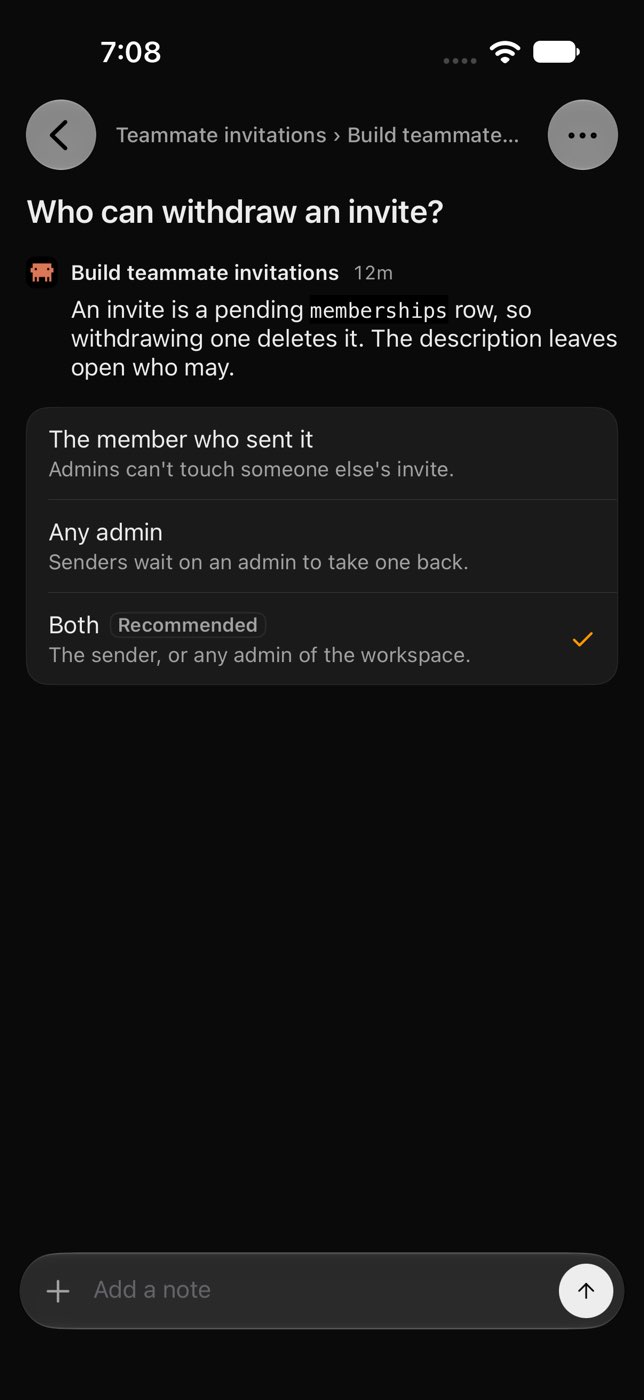 7:08
Teammate invitations › Build teammate...
Who can withdraw an invite?
Build teammate invitations 12m
An invite is a pending memberships row, so
withdrawing one deletes it. The description leaves
open who may.
The member who sent it
Admins can't touch someone else's invite.
Any admin
Senders wait on an admin to take one back.
Both Recommended
The sender, or any admin of the workspace.
Add a note